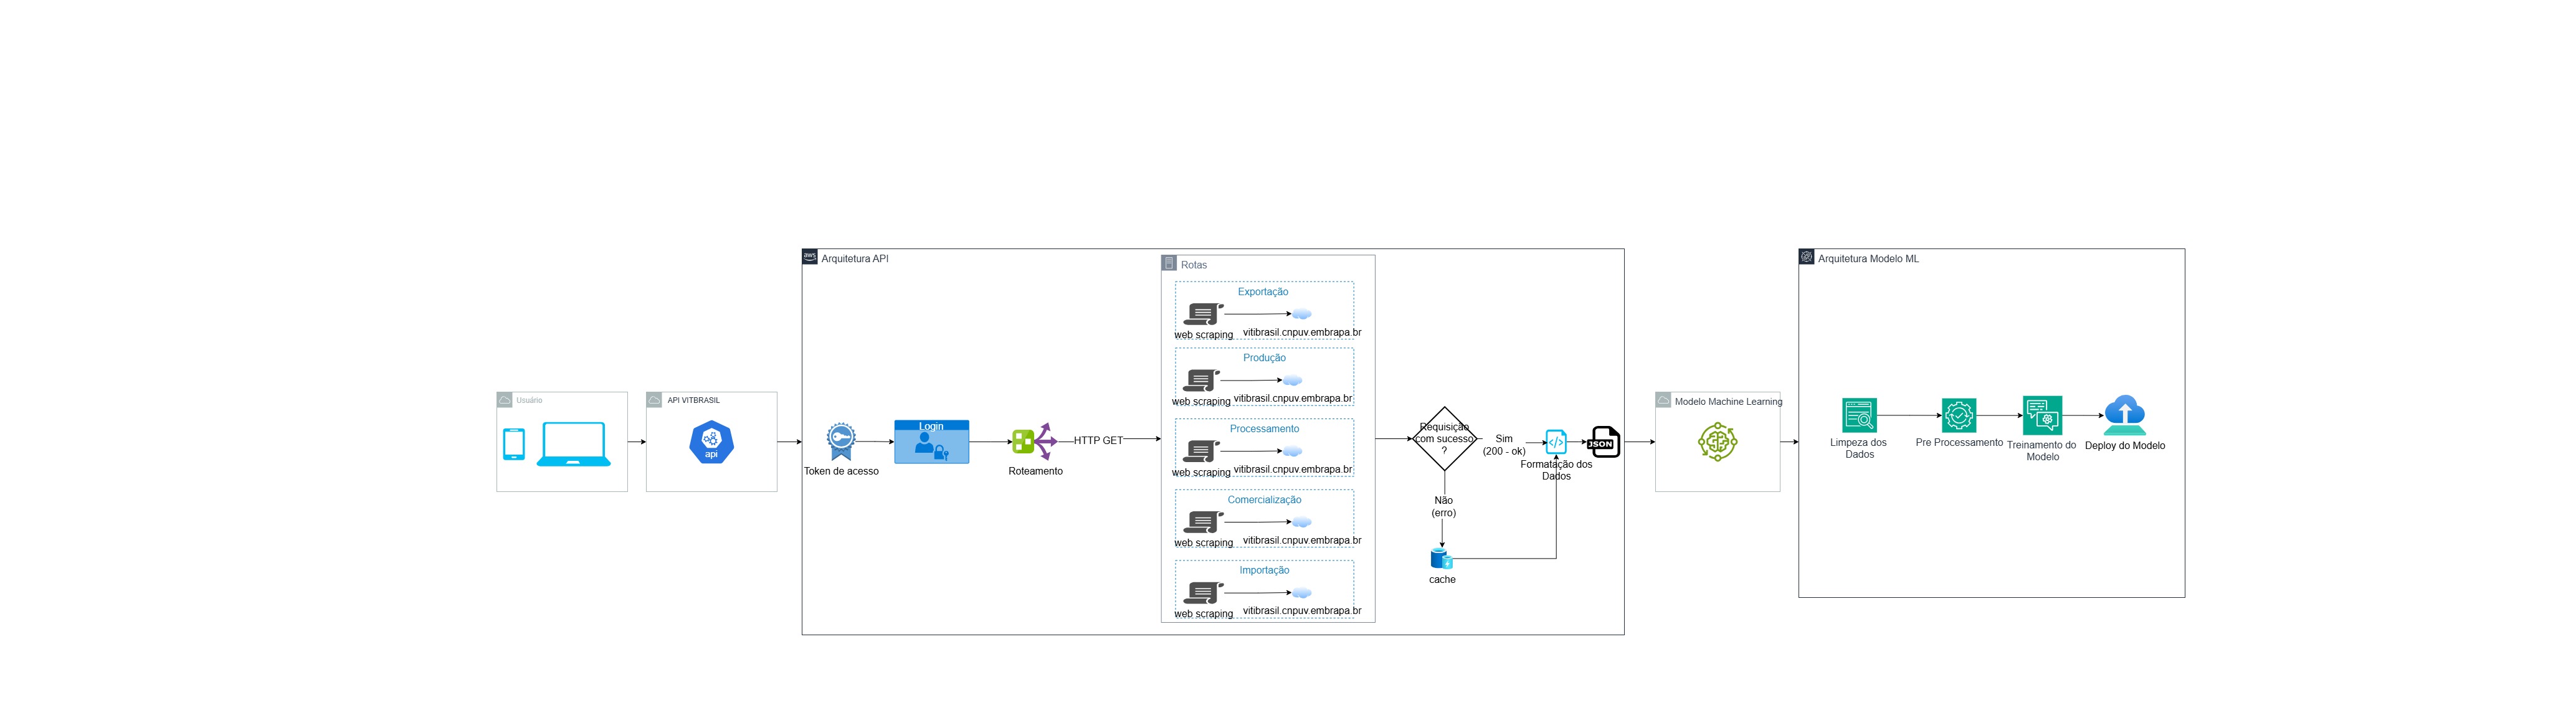 Usuário
API VITBRASIL
api
aws
Arquitetura API
Token de acesso
Login
Roteamento
HTTP GET
Rotas
Exportação
web scraping
vitibrasil.cnpuv.embrapa.br
Produção
web scraping
vitibrasil.cnpuv.embrapa.br
Processamento
web scraping
vitibrasil.cnpuv.embrapa.br
Comercialização
web scraping
vitibrasil.cnpuv.embrapa.br
Importação
web scraping
vitibrasil.cnpuv.embrapa.br
Requisição
com sucesso
?
Sim
(200 - ok)
Não
(erro)
cache
Formatação dos
Dados
JSON
Modelo Machine Learning
Arquitetura Modelo ML
Limpeza dos
Dados
Pre Processamento
Treinamento do
Modelo
Deploy do Modelo